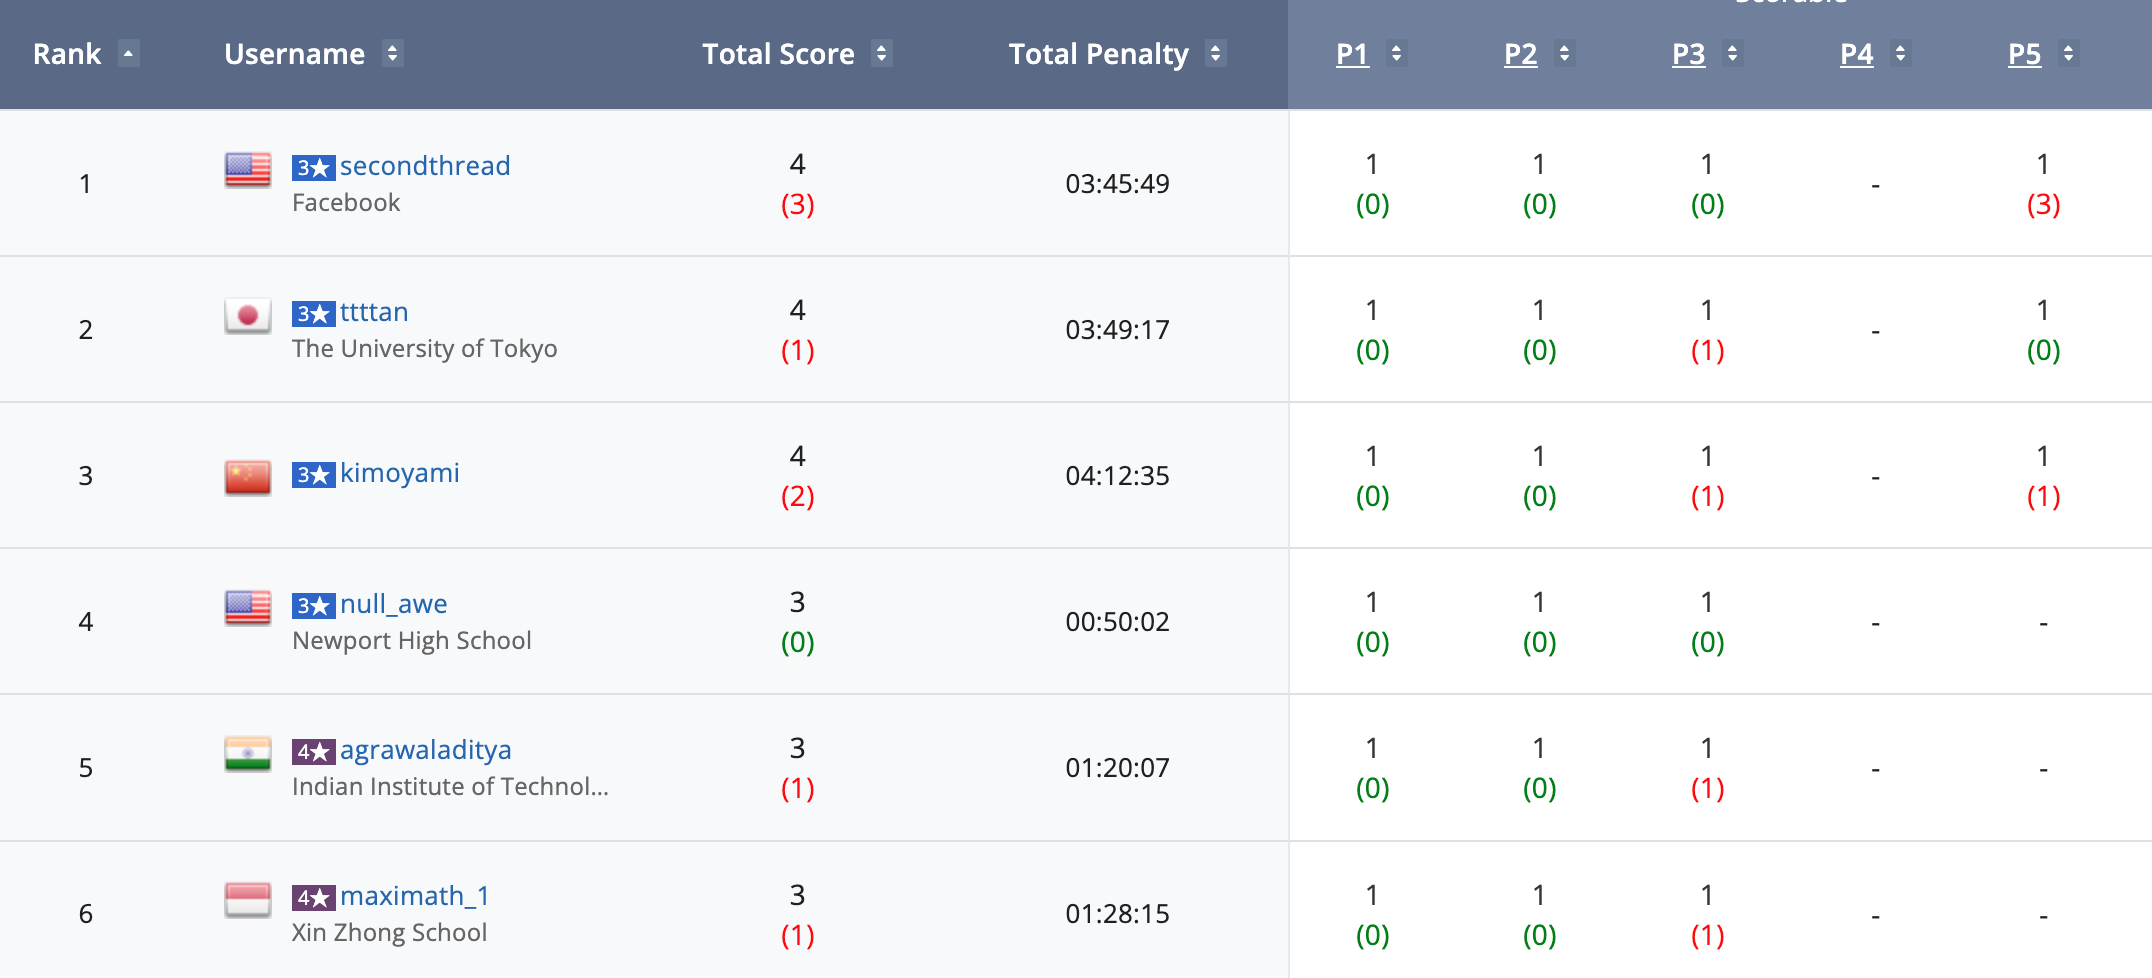 Scorable
Rank Username Total Score Total Penalty P1 P2 P3 P4 P5
1 3★ secondthread 4 03:45:49 1 1 1 - 1
Facebook (3) (0) (0) (0) (3)
2 3★ ttttan 4 03:49:17 1 1 1 - 1
The University of Tokyo (1) (0) (0) (1) (0)
3 3★ kimoyami 4 04:12:35 1 1 1 - 1
(2) (0) (0) (1) (1)
4 3★ null_awe 3 00:50:02 1 1 1 - -
Newport High School (0) (0) (0) (0)
5 4★ agrawaladitya 3 01:20:07 1 1 1 - -
Indian Institute of Technol... (1) (0) (0) (1)
6 4★ maximath_1 3 01:28:15 1 1 1 - -
Xin Zhong School (1) (0) (0) (1)